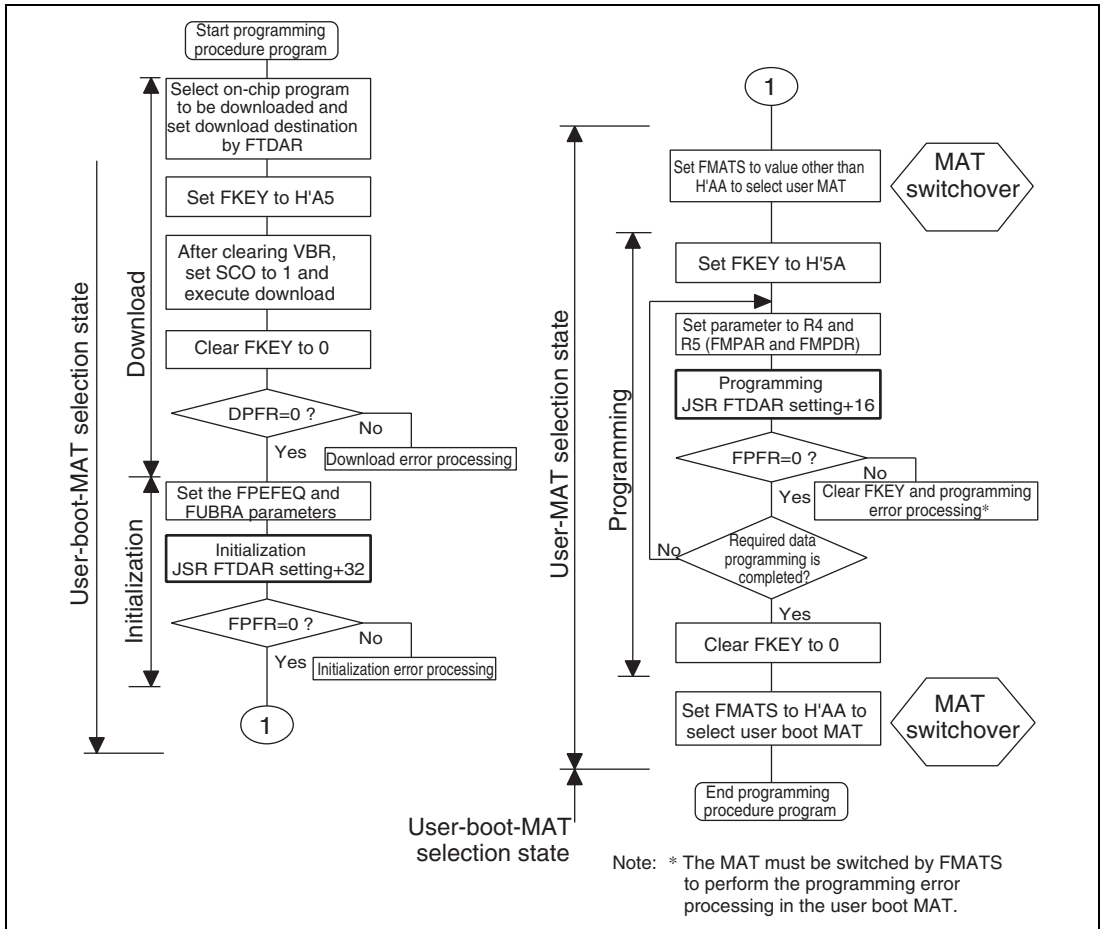 Start programming
procedure program
Select on-chip program
to be downloaded and
set download destination
by FTDAR
Set FKEY to H'A5
After clearing VBR,
set SCO to 1 and
execute download
Clear FKEY to 0
DPFR=0 ?
No
Yes
Download error processing
Set the FPEFEQ and
FUBRA parameters
Initialization
JSR FTDAR setting+32
FPFR=0 ?
No
Yes
Initialization error processing
1
Download
Initialization
User-boot-MAT selection state
1
Set FMATS to value other than
H'AA to select user MAT
MAT
switchover
Set FKEY to H'5A
Set parameter to R4 and
R5 (FMPAR and FMPDR)
Programming
JSR FTDAR setting+16
FPFR=0 ?
No
Yes
Clear FKEY and programming
error processing*
Required data
programming is
completed?
No
Yes
Clear FKEY to 0
Set FMATS to H'AA to
select user boot MAT
MAT
switchover
End programming
procedure program
Programming
User-MAT selection state
User-boot-MAT
selection state
Note: * The MAT must be switched by FMATS
to perform the programming error
processing in the user boot MAT.